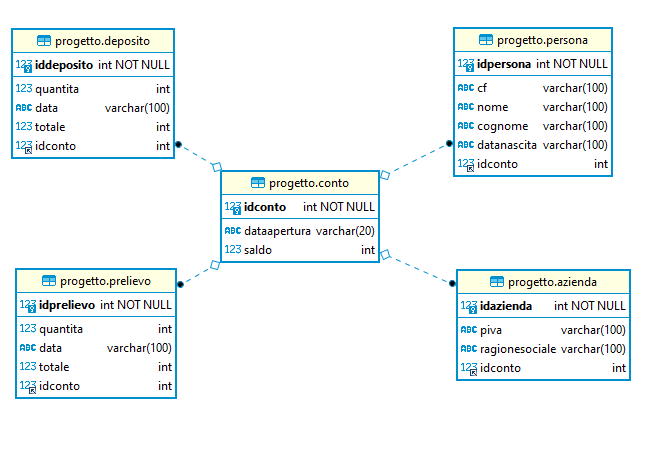 progetto.deposito
123 iddeposito int NOT NULL
123 quantita int
ABC data varchar(100)
123 totale int
123 idconto int
progetto.persona
123 idpersona int NOT NULL
ABC cf varchar(100)
ABC nome varchar(100)
ABC cognome varchar(100)
ABC datanascita varchar(100)
123 idconto int
progetto.conto
123 idconto int NOT NULL
ABC dataapertura varchar(20)
123 saldo int
progetto.prelievo
123 idprelievo int NOT NULL
123 quantita int
ABC data varchar(100)
123 totale int
123 idconto int
progetto.azienda
123 idazienda int NOT NULL
ABC piva varchar(100)
ABC ragionesociale varchar(100)
123 idconto int